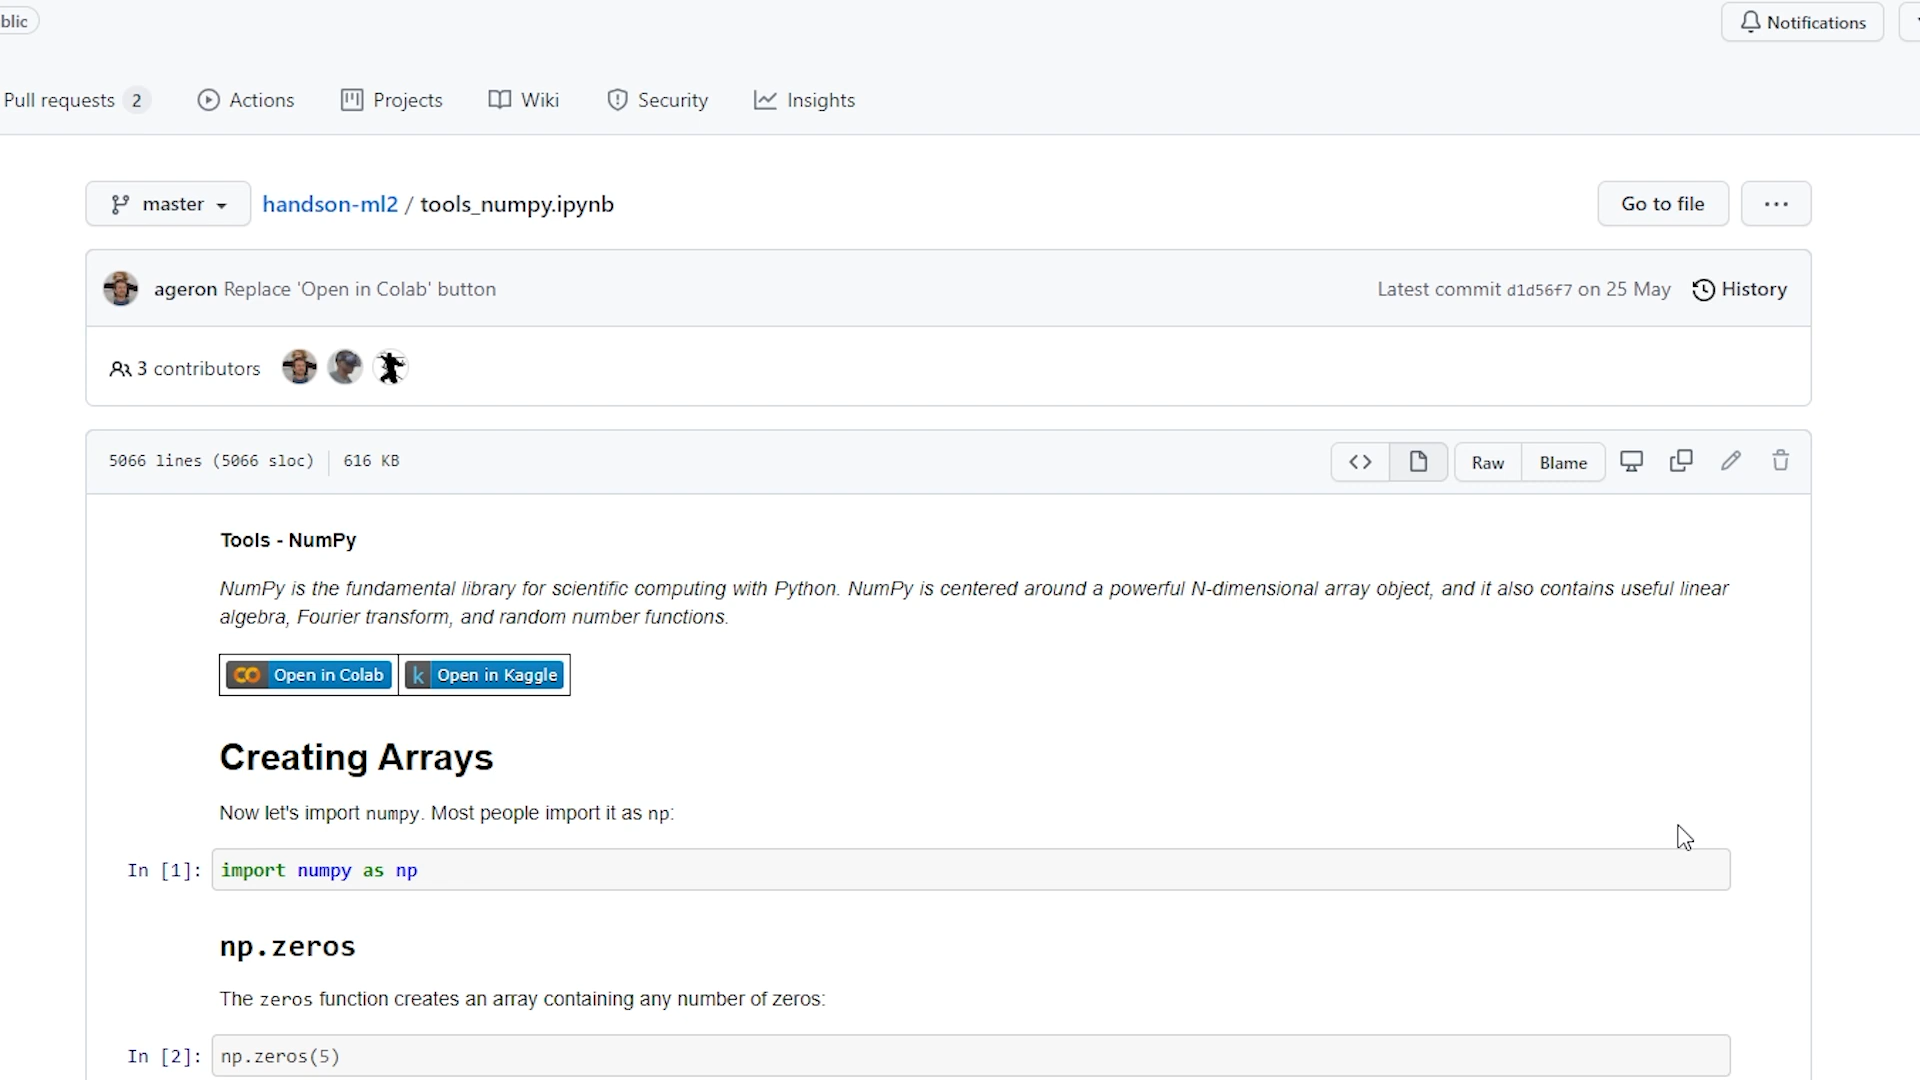 blic
Notifications
Pull requests 2 Actions Projects Wiki Security Insights
master handson-ml2 / tools_numpy.ipynb Go to file ...
ageron Replace 'Open in Colab' button Latest commit d1d56f7 on 25 May History
3 contributors
5066 lines (5066 sloc) 616 KB Raw Blame
Tools - NumPy
NumPy is the fundamental library for scientific computing with Python. NumPy is centered around a powerful N-dimensional array object, and it also contains useful linear
algebra, Fourier transform, and random number functions.
CO Open in Colab k Open in Kaggle
Creating Arrays
Now let's import numpy. Most people import it as np:
In [1]: import numpy as np
np.zeros
The zeros function creates an array containing any number of zeros:
In [2]: np.zeros(5)